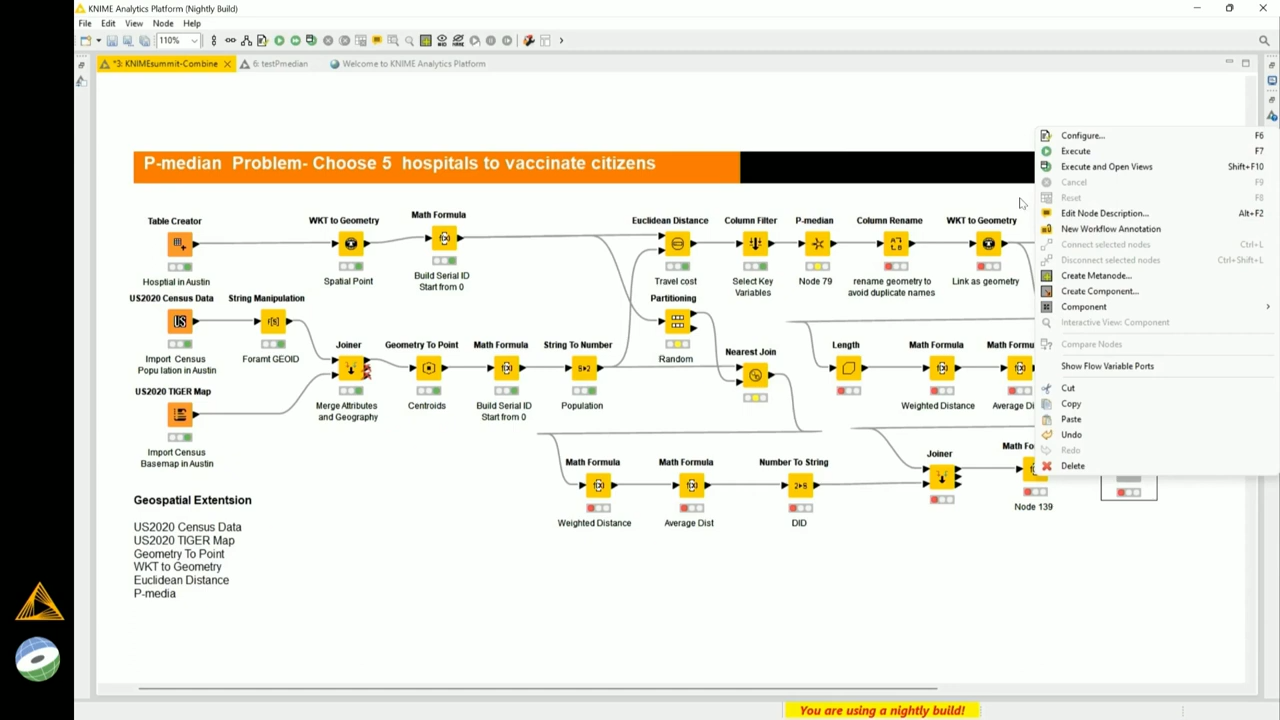 KNIME Analytics Platform (Nightly Build)
File Edit View Node Help
110%
*3: KNIMEsummit-Combine
6: testPmedian
Welcome to KNIME Analytics Platform
P-median Problem- Choose 5 hospitals to vaccinate citizens
Table Creator
Hosptial in Austin
WKT to Geometry
Spatial Point
Math Formula
Build Serial ID
Start from 0
Euclidean Distance
Travel cost
Column Filter
Select Key
Variables
P-median
Node 79
Column Rename
rename geometry to
avoid duplicate names
WKT to Geometry
Link as geometry
US2020 Census Data
Import Census
Population in Austin
String Manipulation
Foramt GEOID
Partitioning
Random
Joiner
Merge Attributes
and Geography
Geometry To Point
Centroids
Math Formula
Build Serial ID
Start from 0
String To Number
Population
Nearest Join
Length
Math Formula
Weighted Distance
Math Formu
Average Di
US2020 TIGER Map
Import Census
Basemap in Austin
Math Formula
Weighted Distance
Math Formula
Average Dist
Number To String
DID
Joiner
Math Fo
Node 139
Geospatial Extenstion
US2020 Census Data
US2020 TIGER Map
Geometry To Point
WKT to Geometry
Euclidean Distance
P-media
Configure... F6
Execute F7
Execute and Open Views Shift+F10
Cancel F9
Reset F8
Edit Node Description... Alt+F2
New Workflow Annotation
Connect selected nodes Ctrl+L
Disconnect selected nodes Ctrl+Shift+L
Create Metanode...
Create Component...
Component
Interactive View: Component
Compare Nodes
Show Flow Variable Ports
Cut
Copy
Paste
Undo
Redo
Delete
You are using a nightly build!